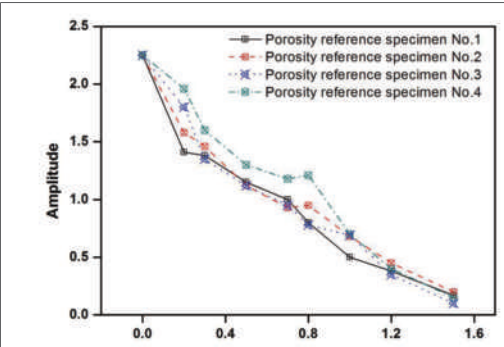 2.5
2.0
1.5
1.0
0.5
0.0
Amplitude
Porosity reference specimen No.1
Porosity reference specimen No.2
Porosity reference specimen No.3
Porosity reference specimen No.4
0.0 0.4 0.8 1.2 1.6